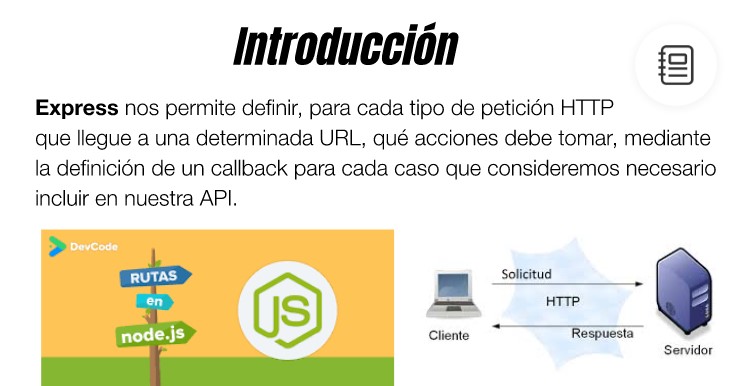 Introducción
Express nos permite definir, para cada tipo de petición HTTP
que llegue a una determinada URL, qué acciones debe tomar, mediante
la definición de un callback para cada caso que consideremos necesario
incluir en nuestra API.
DevCode
RUTAS
en
node.js
JS
Solicitud
HTTP
Respuesta
Cliente
Servidor